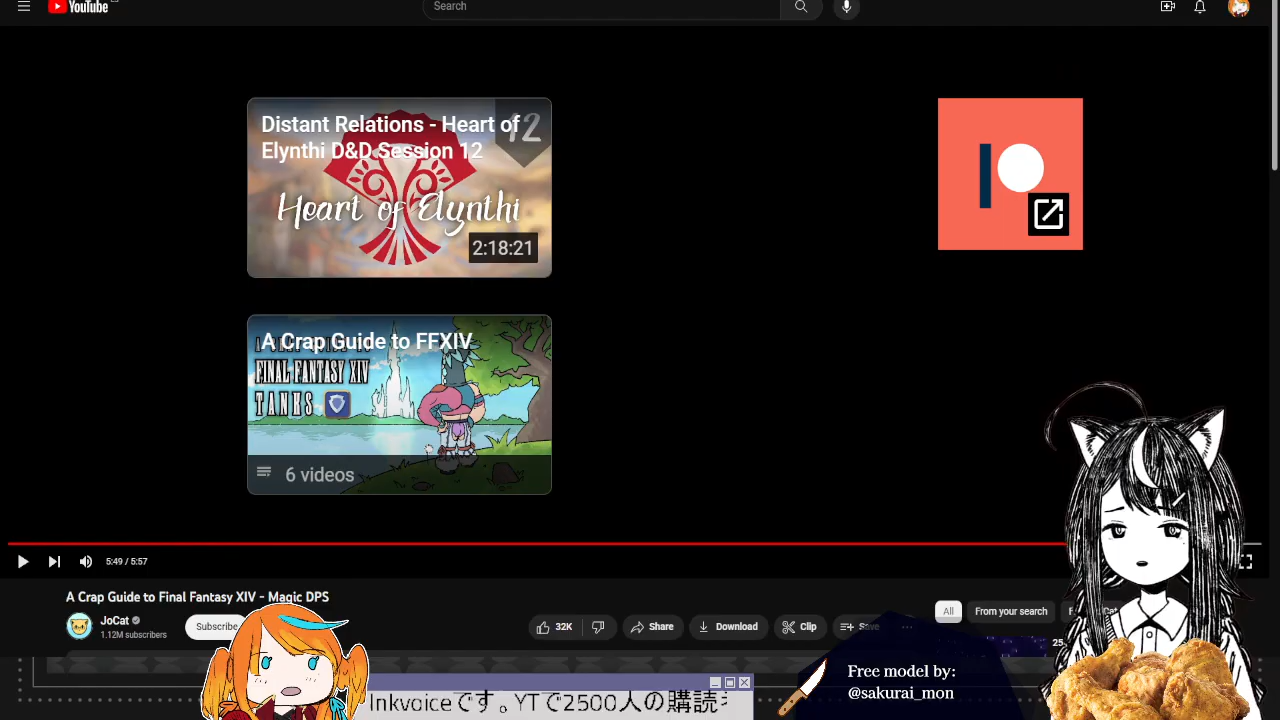 YouTube
Search
Distant Relations - Heart of
Elynthi D&D Session 12
12
Heart of Elynthi
2:18:21
A Crap Guide to FFXIV
FINAL FANTASY XIV
TANKS
6 videos
5:49 / 5:57
A Crap Guide to Final Fantasy XIV - Magic DPS
JoCat
1.12M subscribers
Subscribe
32K
Share
Download
Clip
Save
All
From your search
25
Free model by:
@sakurai_mon
Inkvoiceです。YTで2500人の購読